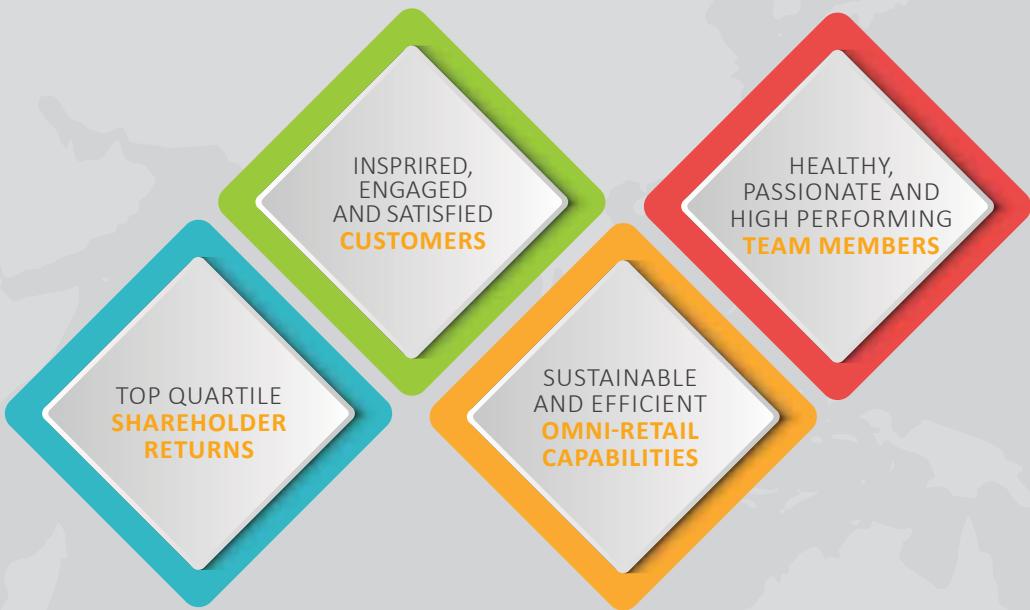 INSPRIRED,
ENGAGED
AND SATISFIED
CUSTOMERS
HEALTHY,
PASSIONATE AND
HIGH PERFORMING
TEAM MEMBERS
TOP QUARTILE
SHAREHOLDER
RETURNS
SUSTAINABLE
AND EFFICIENT
OMNI-RETAIL
CAPABILITIES